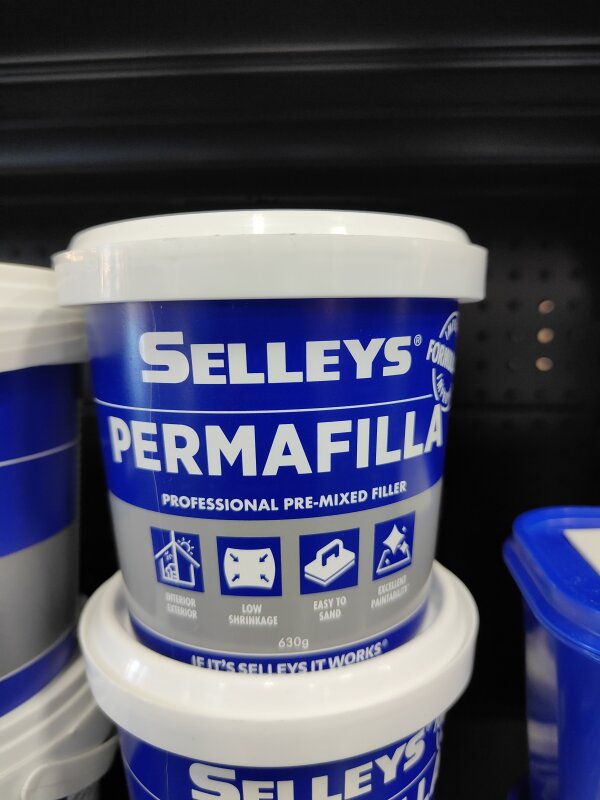 SELLEYS®
FORMULA
PERMAFILLA
PROFESSIONAL PRE-MIXED FILLER
INTERIOR
EXTERIOR
LOW
SHRINKAGE
EASY TO
SAND
EXCELLENT
PAINTABILITY
630g
IF IT'S SELLEYS IT WORKS®
SELLEYS